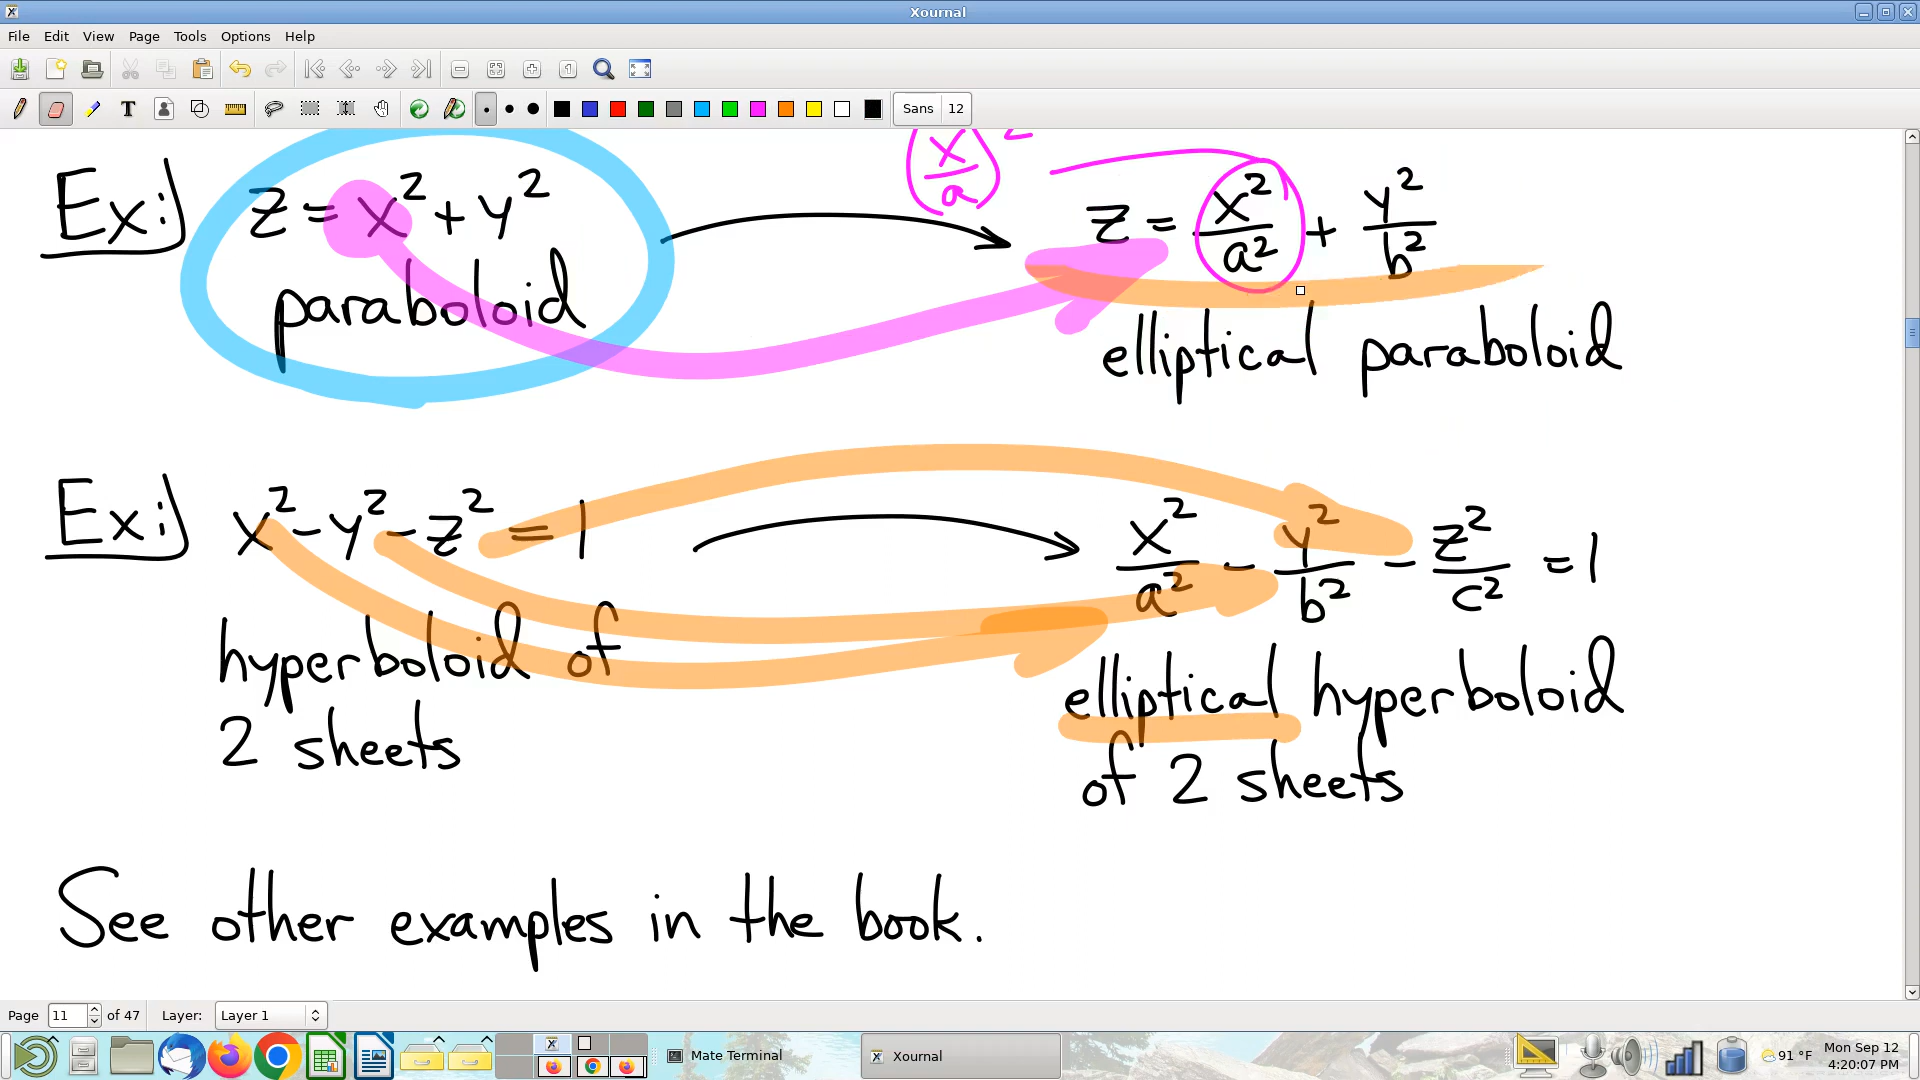 Xournal
File Edit View Page Tools Options Help
Sans 12
Ex: z = x² + y² (x/a)² z = x²/a² + y²/b²
paraboloid elliptical paraboloid
Ex: x² - y² - z² = 1 x²/a² - y²/b² - z²/c² = 1
hyperboloid of elliptical hyperboloid
2 sheets of 2 sheets
See other examples in the book.
Page 11 of 47 Layer: Layer 1
Mate Terminal Xournal 91 °F Mon Sep 12
4:20:07 PM